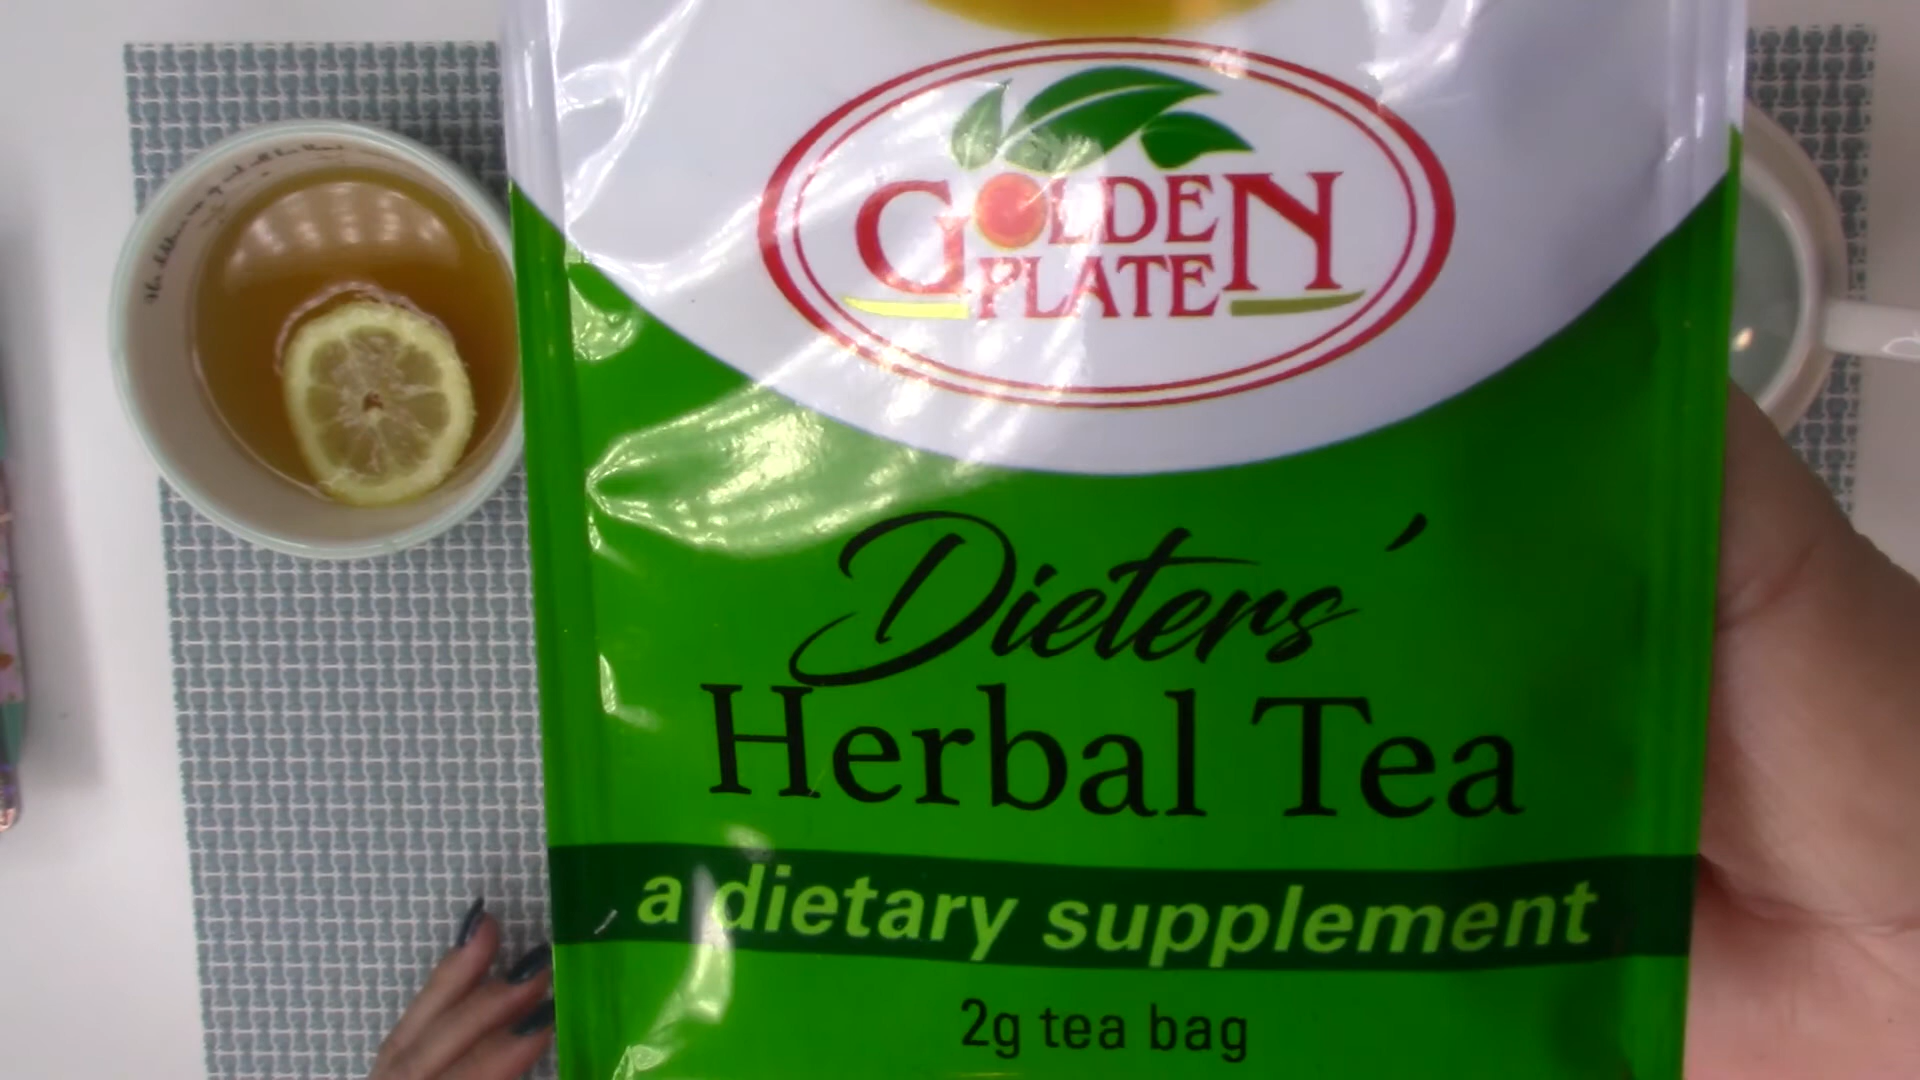 GOLDEN
PLATE
Dieters'
Herbal Tea
a dietary supplement
2g tea bag